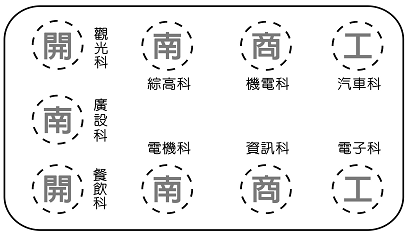 開 觀光科
南 綜高科
商 機電科
工 汽車科
南 廣設科
開 餐飲科
電機科 南
資訊科 商
電子科 工